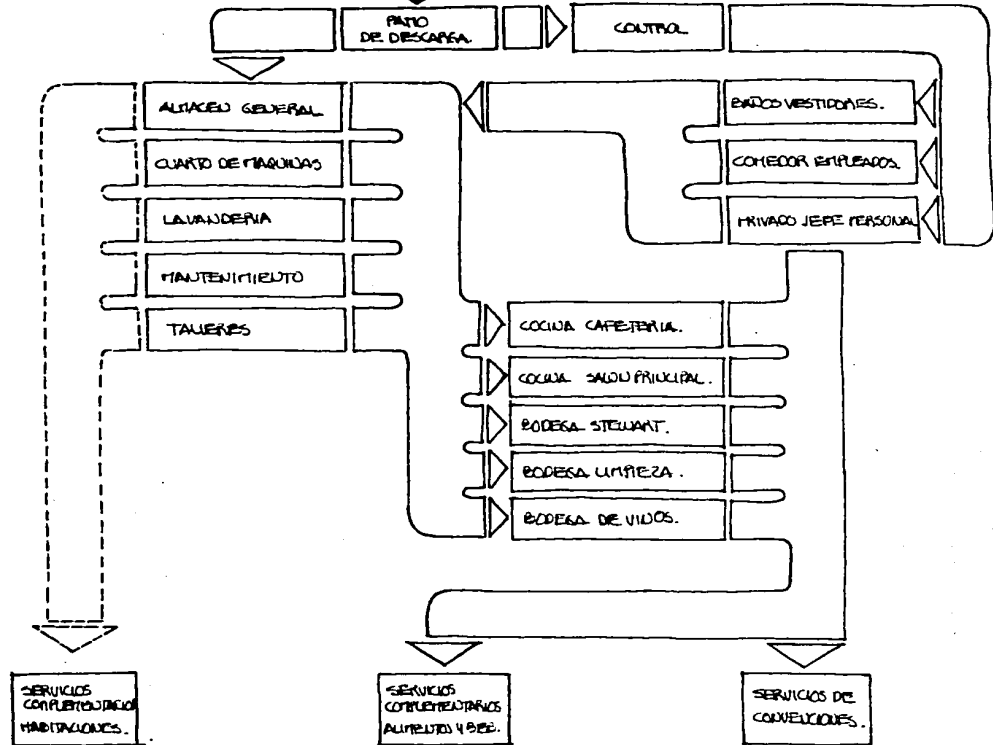 PATIO
DE DESCARGA.
CONTROL
ALMACEN GENERAL
BAÑOS VESTIDORES.
CUARTO DE MAQUINAS
COMEDOR EMPLEADOS.
LAVANDERIA
PRIVADO JEFE PERSONAL
MANTENIMIENTO
TALLERES
COCINA CAFETERIA.
COCINA SALON PRINCIPAL.
BODEGA STEWART.
BODEGA LIMPIEZA.
BODEGA DE VINOS.
SERVICIOS
COMPLEMENTACION
HABITACIONES.
SERVICIOS
COMPLEMENTARIOS
ALIMENTOS Y BEB.
SERVICIOS DE
CONVENCIONES.